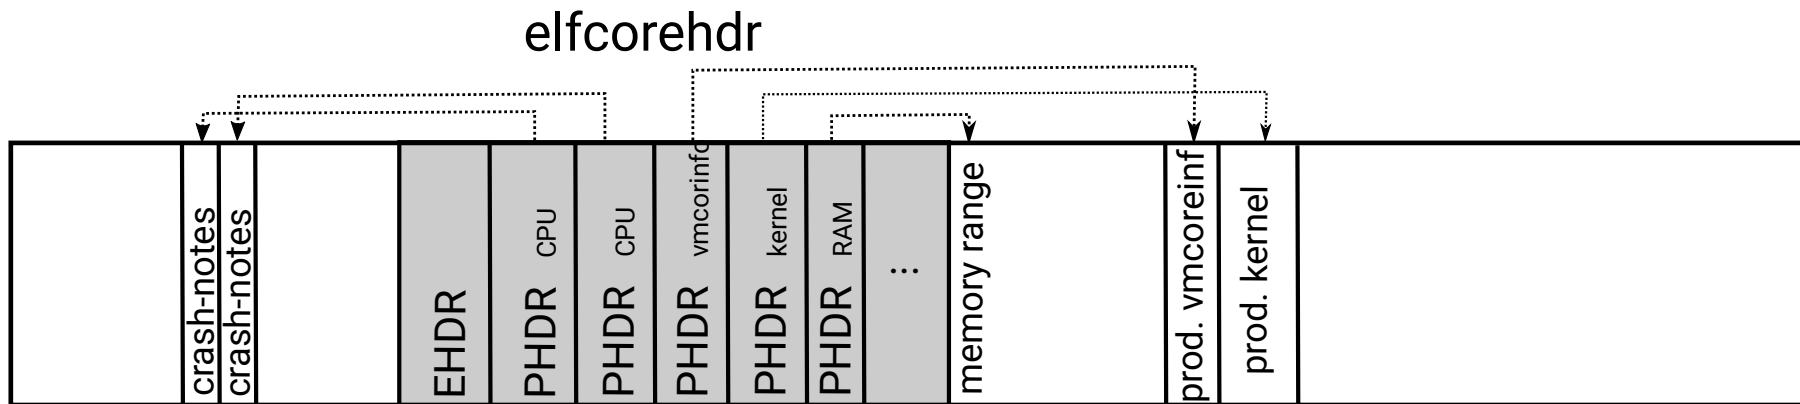 elfcorehdr
crash-notes
crash-notes
EHDR
PHDR CPU
PHDR CPU
PHDR vmcorinfo
PHDR kernel
PHDR RAM
...
memory range
prod. vmcoreinf
prod. kernel